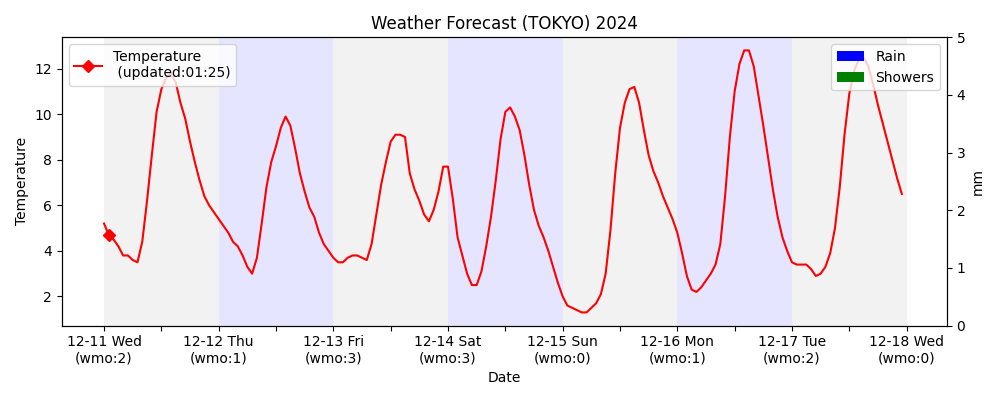 Weather Forecast (TOKYO) 2024
Temperature
(updated:01:25)
Rain
Showers
Temperature
12
10
8
6
4
2
5
4
3
2
1
0
mm
12-11 Wed
(wmo:2)
12-12 Thu
(wmo:1)
12-13 Fri
(wmo:3)
12-14 Sat
(wmo:3)
12-15 Sun
(wmo:0)
12-16 Mon
(wmo:1)
12-17 Tue
(wmo:2)
12-18 Wed
(wmo:0)
Date